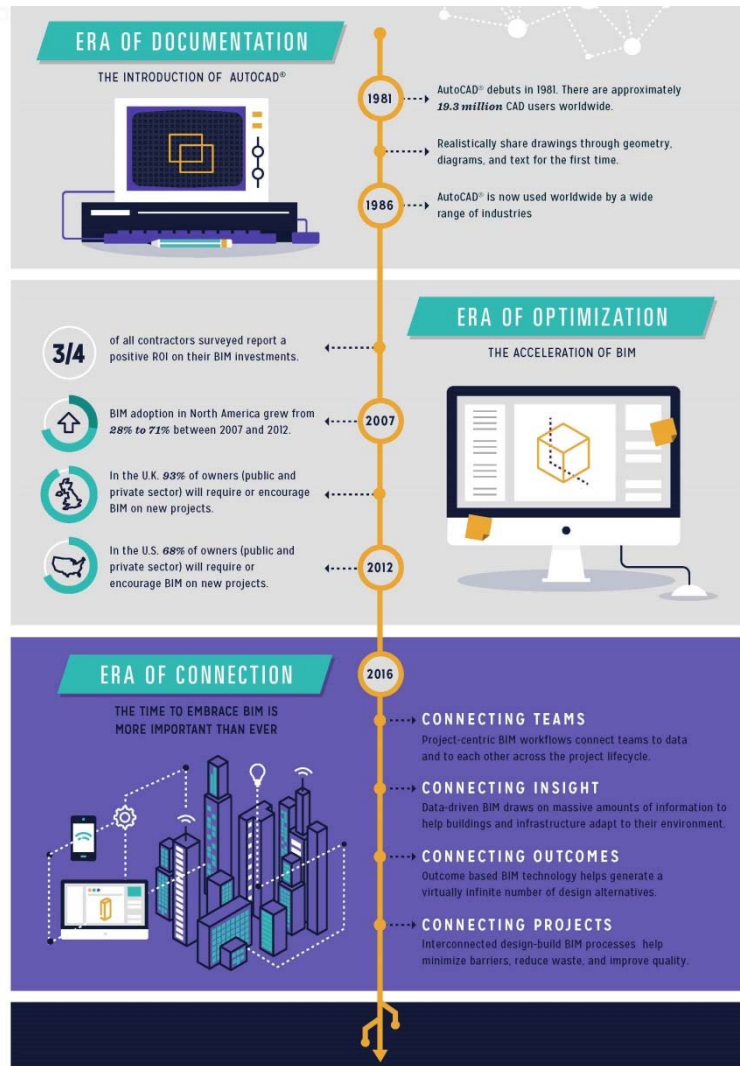 ERA OF DOCUMENTATION
THE INTRODUCTION OF AUTOCAD®
1981
AutoCAD® debuts in 1981. There are approximately
19.3 million CAD users worldwide.
Realistically share drawings through geometry,
diagrams, and text for the first time.
1986
AutoCAD® is now used worldwide by a wide
range of industries
ERA OF OPTIMIZATION
THE ACCELERATION OF BIM
3/4
of all contractors surveyed report a
positive ROI on their BIM investments.
BIM adoption in North America grew from
28% to 71% between 2007 and 2012.
2007
In the U.K. 93% of owners (public and
private sector) will require or encourage
BIM on new projects.
In the U.S. 68% of owners (public and
private sector) will require or
encourage BIM on new projects.
2012
ERA OF CONNECTION
THE TIME TO EMBRACE BIM IS
MORE IMPORTANT THAN EVER
2016
CONNECTING TEAMS
Project-centric BIM workflows connect teams to data
and to each other across the project lifecycle.
CONNECTING INSIGHT
Data-driven BIM draws on massive amounts of information to
help buildings and infrastructure adapt to their environment.
CONNECTING OUTCOMES
Outcome based BIM technology helps generate a
virtually infinite number of design alternatives.
CONNECTING PROJECTS
Interconnected design-build BIM processes help
minimize barriers, reduce waste, and improve quality.